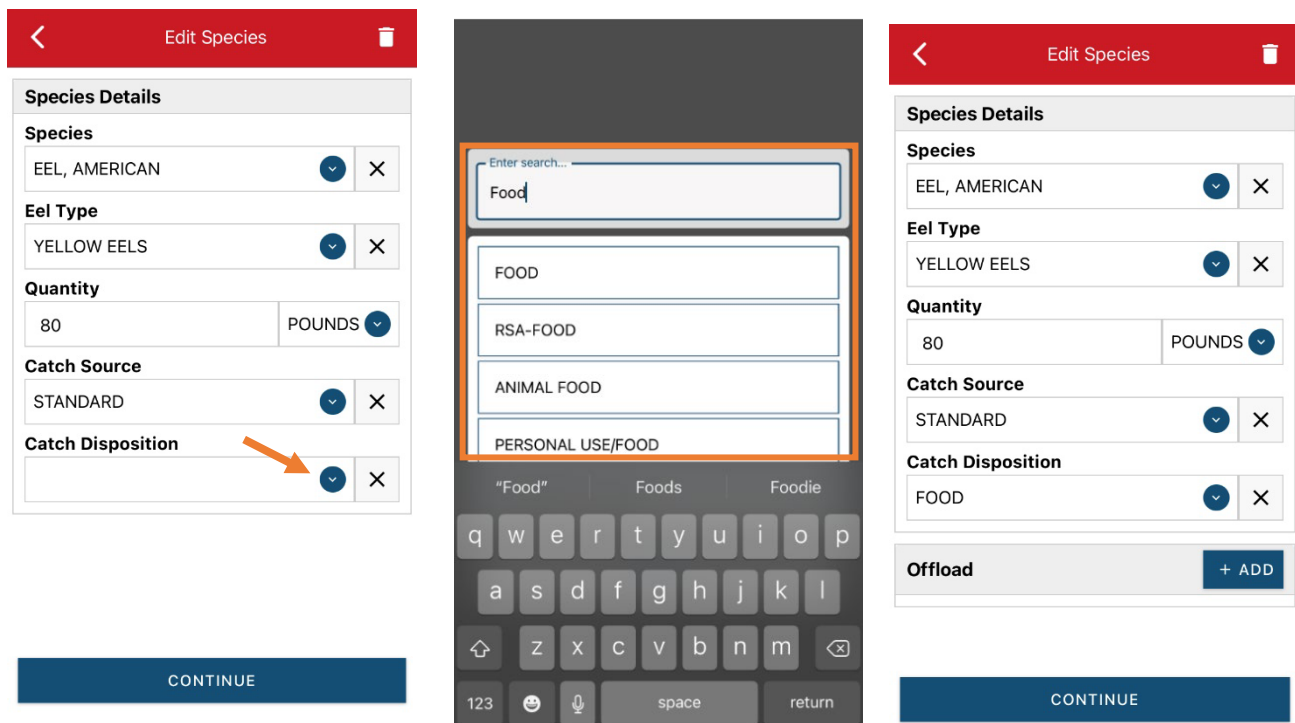 Edit Species
Species Details
Species
EEL, AMERICAN
Eel Type
YELLOW EELS
Quantity
80 POUNDS
Catch Source
STANDARD
Catch Disposition
CONTINUE
Enter search...
Food
FOOD
RSA-FOOD
ANIMAL FOOD
PERSONAL USE/FOOD
"Food" Foods Foodie
q w e r t y u i o p
a s d f g h j k l
z x c v b n m
123 space return
Edit Species
Species Details
Species
EEL, AMERICAN
Eel Type
YELLOW EELS
Quantity
80 POUNDS
Catch Source
STANDARD
Catch Disposition
FOOD
Offload + ADD
CONTINUE